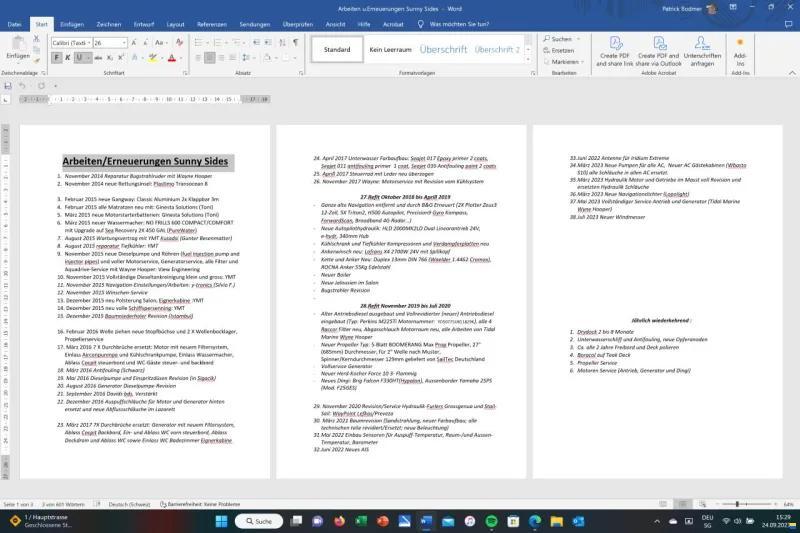 Arbeiten u.Erneuerungen Sunny Sides - Word
Patrick Bodmer
Datei Start Einfügen Zeichnen Entwurf Layout Referenzen Sendungen Überprüfen Ansicht Hilfe Acrobat Was möchten Sie tun?
Calibri (Textk 26
Einfügen
Standard Kein Leerraum Überschrift Überschrift 2
Suchen
Ersetzen
Markieren
Create PDF and share link
Create PDF and share via Outlook
Unterschriften anfragen
Add-Ins
Zwischenablage Schriftart Absatz Formatvorlagen Bearbeiten Adobe Acrobat Add-Ins
Arbeiten/Erneuerungen Sunny Sides
1. November 2014 Reparatur Bugstrahlruder mit Wayne Hooper
2. November 2014 neue Rettungsinsel: Plastimo Transocean 8
3. Februar 2015 neue Gangway: Classic Aluminium 2x Klappbar 3m
4. Februar 2015 alle Matratzen neu mit: Ginesta Solutions (Toni)
5. März 2015 neue Motorunterbettdaten: Ginesta Solutions (Toni)
6. März 2015 neuer Wassermacher: NO FRILLS 600 COMPACT/COMFORT
mit Upgrade auf Sea Recovery 2X 450 GAL (PureWater)
7. August 2015 Wartungsvertrag mit YMT Kusadsi (Günter Besenmatter)
8. August 2015 reparatur Tiefkühler: YMT
9. November 2015 neue Dieselpumpe und Röhren (fuel injection pump and
injector pipes) und voller Motorservice, Generatorservice, alle Filter und
Aquadrive-Service mit Wayne Hooper: View Engineering
10. November 2015 Vollständige Dieseltankreinigung klein und gross: YMT
11. November 2015 Navigation-Einstellungen/Arbeiten: y-tronics (Silvio F.)
12. November 2015 Winschen-Service
13. Dezember 2015 neu Polsterung Salon, Eignerkabine :YMT
14. Dezember 2015 neu volle Schiffspersenning: YMT
15. Dezember 2015 Baumniederholer Revision (Istambul)
16. Februar 2016 Welle ziehen neue Stopfbüchse und 2 X Wellenbocklager,
Propellerservice
17. März 2016 7 X Durchbrüche ersetzt: Motor mit neuem Filtersystem,
Einlass Airconpumpe und Kühlschrankpumpe, Einlass Wassermacher,
Ablass Cocpit steuerbord und WC-Gäste steuer- und backbord
18. März 2016 Antifouling (Schwarz)
19. Mai 2016 Dieselpumpe und Einspritzdüsen Revision (in Sigacik)
20. August 2016 Generator Dieselpumpe-Revision
21. September 2016 Davids bds. Verstärkt
22. Dezember 2016 Auspuffschläuche für Motor und Generator hinten
ersetzt und neue Abflussschläuche im Lazarett
23. März 2017 7X Durchbrüche ersetzt: Generator mit neuem Filtersystem,
Ablass Cocpit Backbord, Ein- und Ablass WC vorn steuerbord, Ablass
Deckdrain und Ablass WC sowie Einlass WC Badezimmer Eignerkabine
24. April 2017 Unterwasser Farbaufbau: Seajet 017 Epoxy primer 2 coats,
Seajet 011 antifouling primer 1 coat, Seajet 035 Antifouling paint 2 coats
25. April 2017 Steuerrad mit Leder neu überzogen
26. November 2017 Wayne: Motorservice mit Revision vom Kühlsystem
27.Refit Oktober 2018 bis Aprill 2019
- Ganze alte Navigation entfernt und durch B&G Erneuert (2X Plotter Zeus3
12-Zoll, 5X Triton2, H5000 Autopilot, Precision9 Gyro Kompass,
ForwardScan, Broadband 4G Radar...)
- Neue Autopilothydraulik: HLD 2000MK2LD Dual Linearantrieb 24V,
e-hydr, 340mm Hub
- Kühlschrank und Tiefkühler Kompressoren und Verdampferplatten neu
- Ankerwinsch neu: Lofrans X4 2700W 24V mit Spillkopf
- Kette und Anker Neu: Duplex 13mm DIN 766 (Waelder 1.4462 Cromox),
ROCNA Anker 55Kg Edelstahl
- Neuer Boiler
- Neue Jalousien im Salon
- Bugstrahler Revision
-
28.Refit November 2019 bis Juli 2020
- Alter Antriebdiesel ausgebaut und Vollrevidierter (neuer) Antriebdiesel
eingebaut (Typ: Perkins M225Ti Motornummer: ), alle 4
Raccor Filter neu, Abgasschlauch Motorraum neu, alle Arbeiten von Tidal
Marine Wyne Hooper
- Neuer Propeller Typ: 5-Blatt BOOMERANG Max Prop Propeller, 27"
(685mm) Durchmesser, für 2" Welle nach Muster,
Spinner/Kerndurchmesser 129mm geliefert von SailTec Deutschland
- Vollservice Generator
- Neuer Herd-Kocher Force 10 3- Flammig
- Neues Dingi: Brig Falcon F330HT(Hypalon), Aussenborder Yamaha 25PS
(Mod. F25GES)
29. November 2020 Revision/Service Hydraulik-Furlers Grossgenua und Stail-
Sail: WayPoint Lefkas/Preveza
30. März 2021 Baumrevision (Sandstrahlung, neuer Farbaufbau; alle
technischen teile revidiert/Ersetzt; neue Beleuchtung)
31. Mai 2022 Einbau Sensoren für Auspuff-Temperatur, Raum-/und Aussen-
Temperatur, Barometer
32. Juni 2022 Neues AIS
33.Juni 2022 Antenne für Iridium Extreme
34 März 2023 Neue Pumpen für alle AC, Neuer AC Gästekabinen (Wbasto
S10) alle Schläuche in allen AC ersetzt.
35 März 2023 Hydraulik Motor und Getriebe im Mast voll Revision und
ersetzten Hydraulik Schläuche
36 März 2023 Neue Navigationslichter (Lopolight)
37 Mai 2023 Vollständiger Service Antrieb und Generator (Tidal Marine
Wyne Hooper)
38.Juli 2023 Neuer Windmesser
Jährlich wiederkehrend :
1. Drydock 2 bis 8 Monate
2. Unterwasserschliff und Antifouling, neue Opferanoden
3. Ca. alle 2 Jahre Freibord und Deck polieren
4. Boracol auf Teak Deck
5. Propeller Service
6. Motoren Service (Antrieb, Generator und Dingi)
Seite 1 von 3 3 von 601 Wörtern Deutsch (Schweiz) Barrierefreiheit: Keine Probleme 64%
1 / Hauptstrasse
Geschlossene St...
Suche
DEU
SG
15:29
24.09.2023